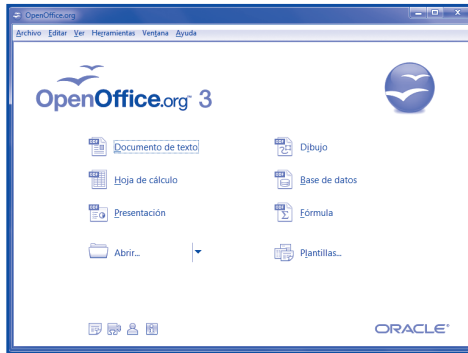 OpenOffice.org
Archivo Editar Ver Herramientas Ventana Ayuda
OpenOffice.org™ 3
Documento de texto
Dibujo
Hoja de cálculo
Base de datos
Presentación
Fórmula
Abrir...
Plantillas...
ORACLE®